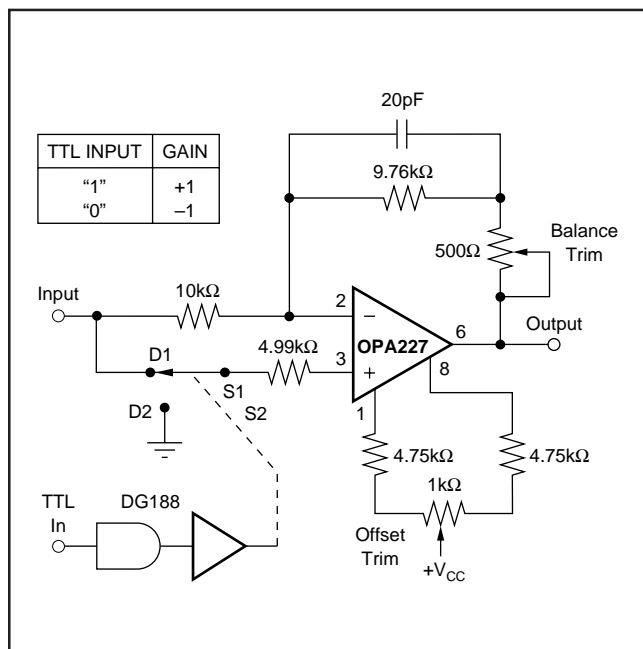 20pF
TTL INPUT GAIN
"1" +1
"0" –1
9.76kΩ
Balance
Trim
500Ω
Input
10kΩ
2
–
OPA227
6
Output
D1
4.99kΩ
3
+
8
S1
S2
D2
1
4.75kΩ
4.75kΩ
TTL
In
DG188
1kΩ
Offset
Trim
+VCC